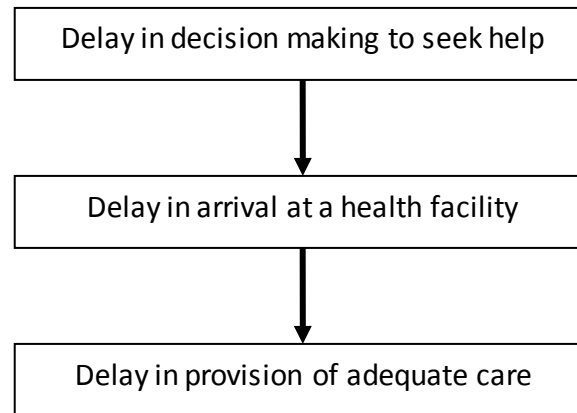 Delay in decision making to seek help
Delay in arrival at a health facility
Delay in provision of adequate care